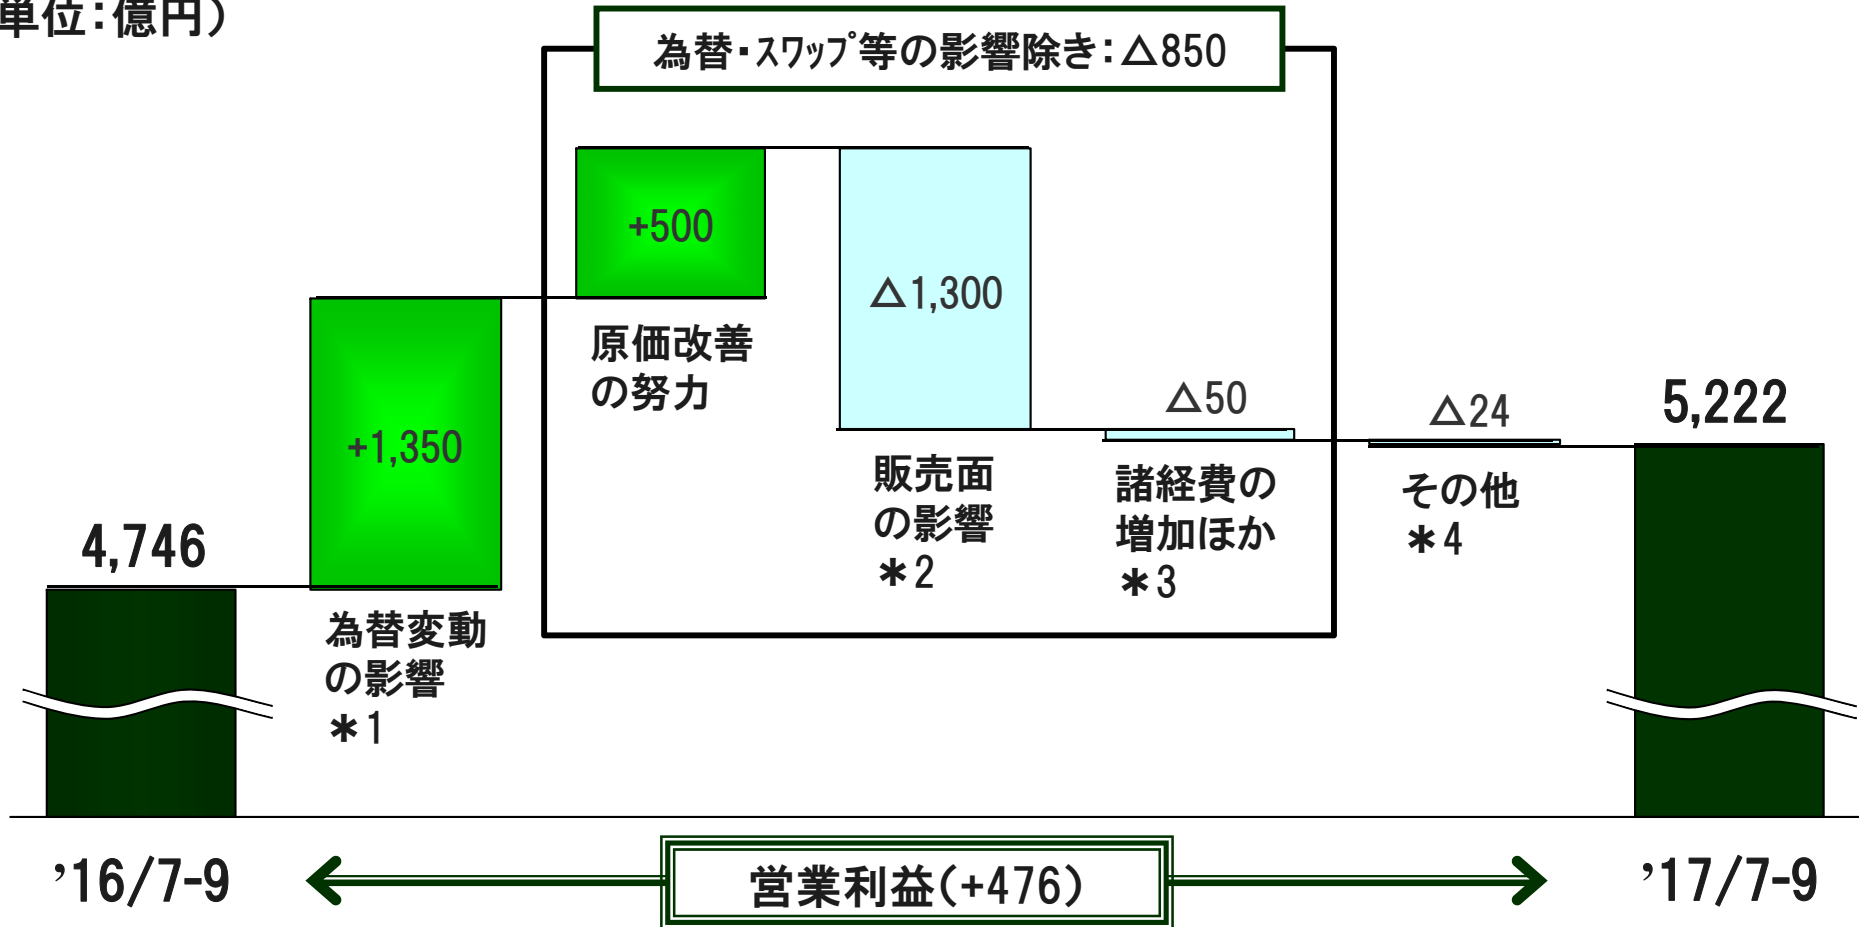 単位：億円）
為替・スワップ等の影響除き：△850
+500
△1,300
原価改善
の努力
+1,350
△50
△24
5,222
販売面
の影響
＊2
諸経費の
増加ほか
＊3
その他
＊4
4,746
為替変動
の影響
＊1
’16/7-9
営業利益（+476）
’17/7-9